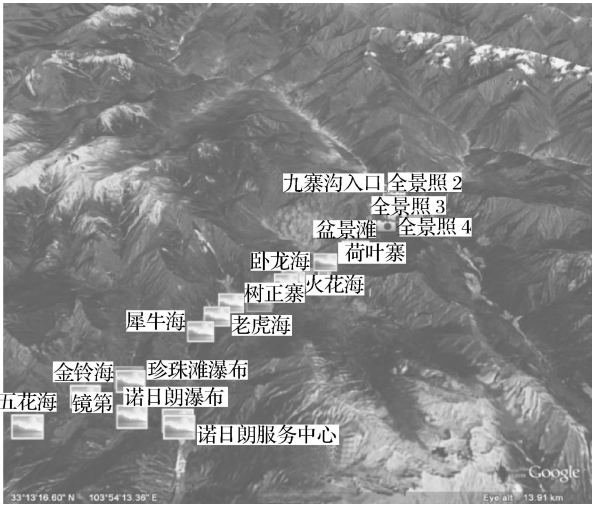 九寨沟入口 全景照 2
全景照 3
盆景滩 全景照 4
荷叶寨
卧龙海
火花海
树正寨
犀牛海 老虎海
金铃海 珍珠滩瀑布
五花海 镜第 诺日朗瀑布
诺日朗服务中心
Google
33°13'16.60" N 103°54'13.36" E Eye alt 13.91 km